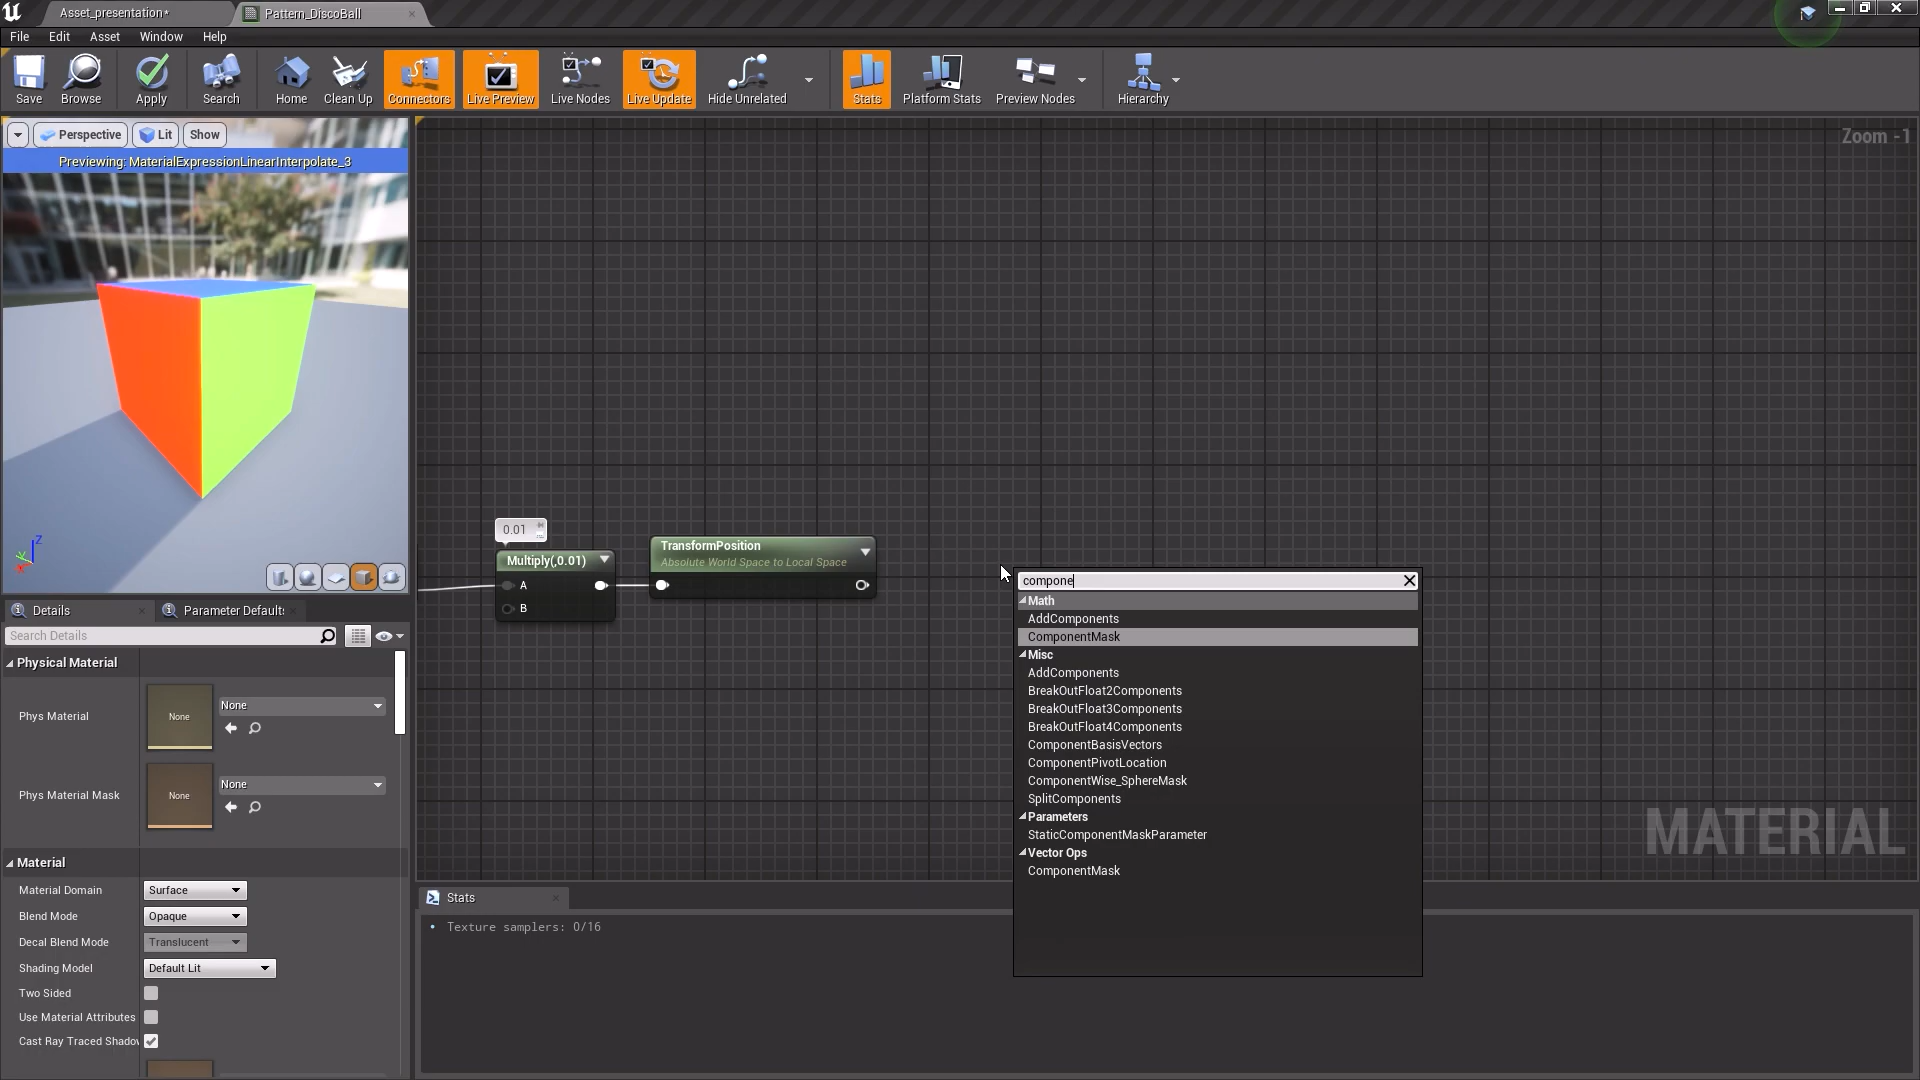 Asset_presentation*
Pattern_DiscoBall
File
Edit
Asset
Window
Help
Save
Browse
Apply
Search
Home
Clean Up
Connectors
Live Preview
Live Nodes
Live Update
Hide Unrelated
Stats
Platform Stats
Preview Nodes
Hierarchy
Perspective
Lit
Show
Previewing: MaterialExpressionLinearInterpolate_3
Zoom -1
Z
0.01
Multiply(,0.01)
A
B
TransformPosition
Absolute World Space to Local Space
compone
Math
AddComponents
ComponentMask
Misc
AddComponents
BreakOutFloat2Components
BreakOutFloat3Components
BreakOutFloat4Components
ComponentBasisVectors
ComponentPivotLocation
ComponentWise_SphereMask
SplitComponents
Parameters
StaticComponentMaskParameter
Vector Ops
ComponentMask
MATERIAL
Details
Parameter Defaults
Search Details
Physical Material
Phys Material
None
None
Phys Material Mask
None
None
Material
Material Domain
Surface
Blend Mode
Opaque
Decal Blend Mode
Translucent
Shading Model
Default Lit
Two Sided
Use Material Attributes
Cast Ray Traced Shadow
Stats
Texture samplers: 0/16